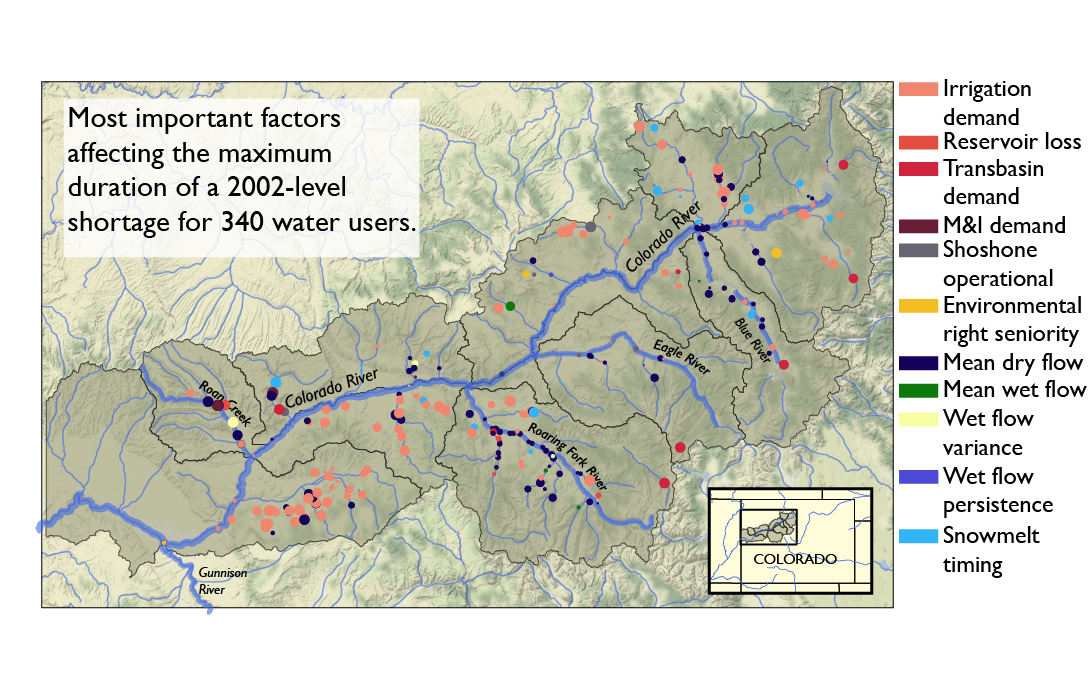 Most important factors
affecting the maximum
duration of a 2002-level
shortage for 340 water users.
Colorado River
Blue River
Eagle River
Roan Creek
Colorado River
Roaring Fork River
Gunnison
River
COLORADO
Irrigation
demand
Reservoir loss
Transbasin
demand
M&I demand
Shoshone
operational
Environmental
right seniority
Mean dry flow
Mean wet flow
Wet flow
variance
Wet flow
persistence
Snowmelt
timing